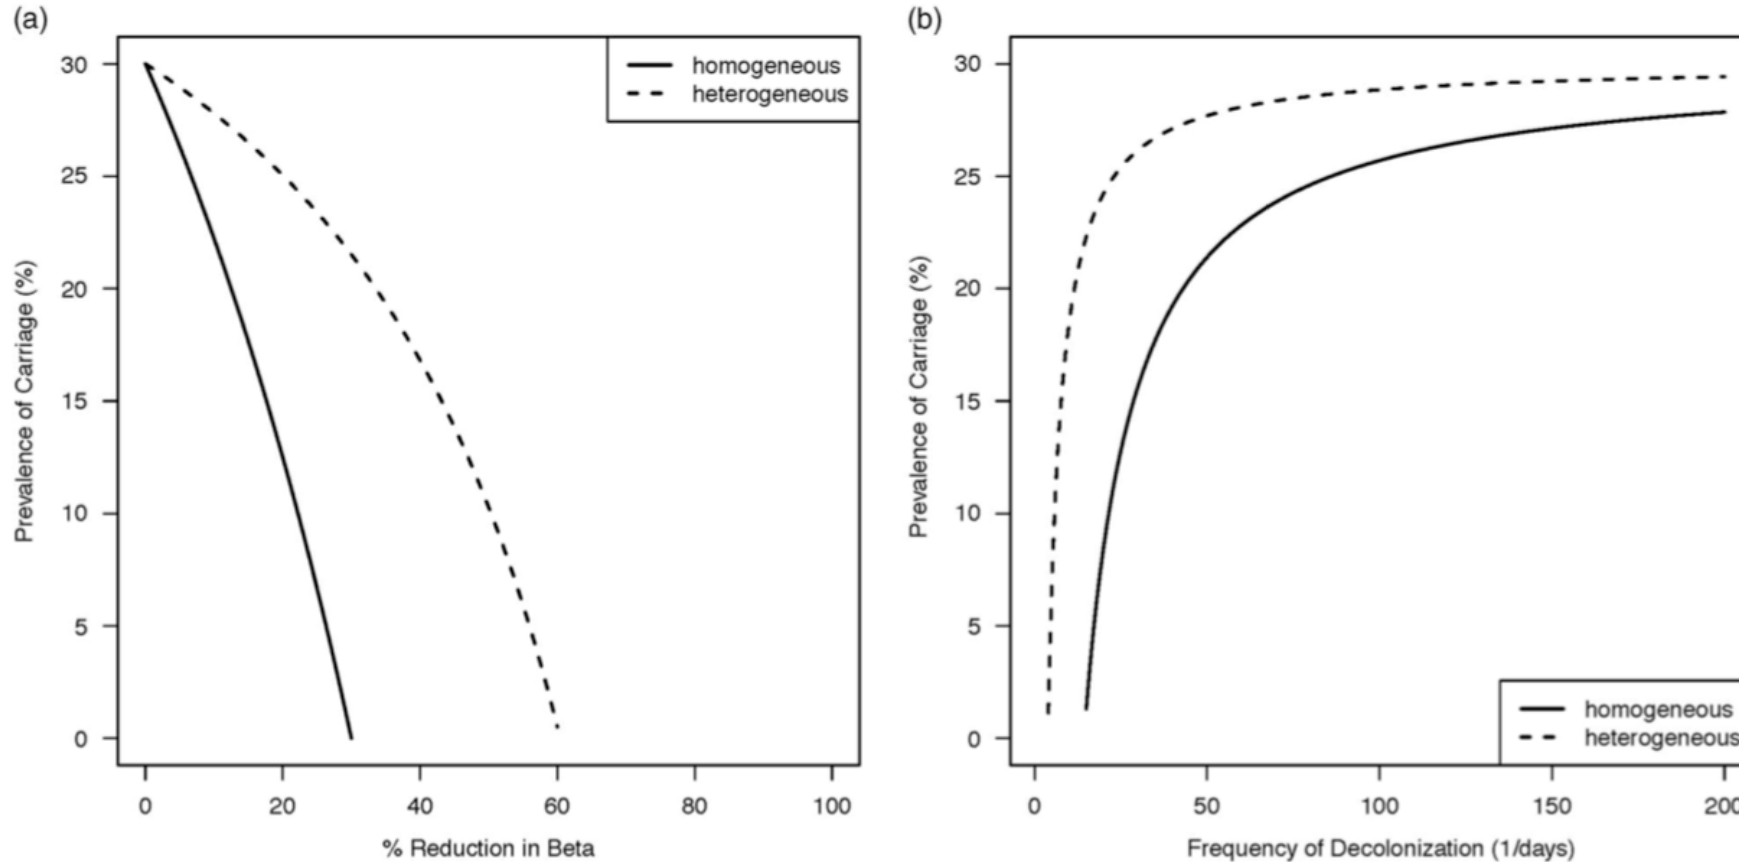 (a)
homogeneous
heterogeneous
30
25
20
15
10
5
0
Prevalence of Carriage (%)
0 20 40 60 80 100
% Reduction in Beta
(b)
30
25
20
15
10
5
0
Prevalence of Carriage (%)
homogeneous
heterogeneous
0 50 100 150 200
Frequency of Decolonization (1/days)